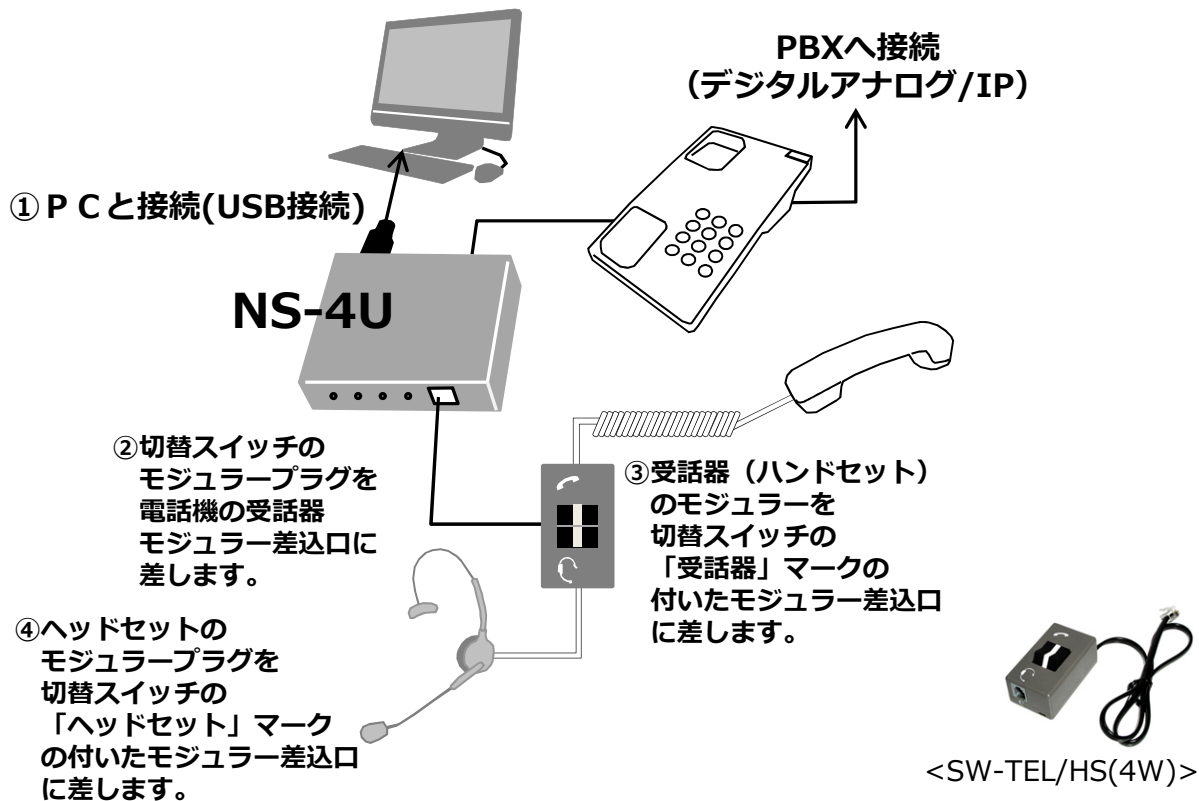 PBXへ接続
（デジタルアナログ/IP）
①ＰＣと接続(USB接続)
NS-4U
②切替スイッチの
モジュラープラグを
電話機の受話器
モジュラー差込口に
差します。
③受話器（ハンドセット）
のモジュラーを
切替スイッチの
「受話器」マークの
付いたモジュラー差込口
に差します。
④ヘッドセットの
モジュラープラグを
切替スイッチの
「ヘッドセット」マーク
の付いたモジュラー差込口
に差します。
<SW-TEL/HS(4W)>